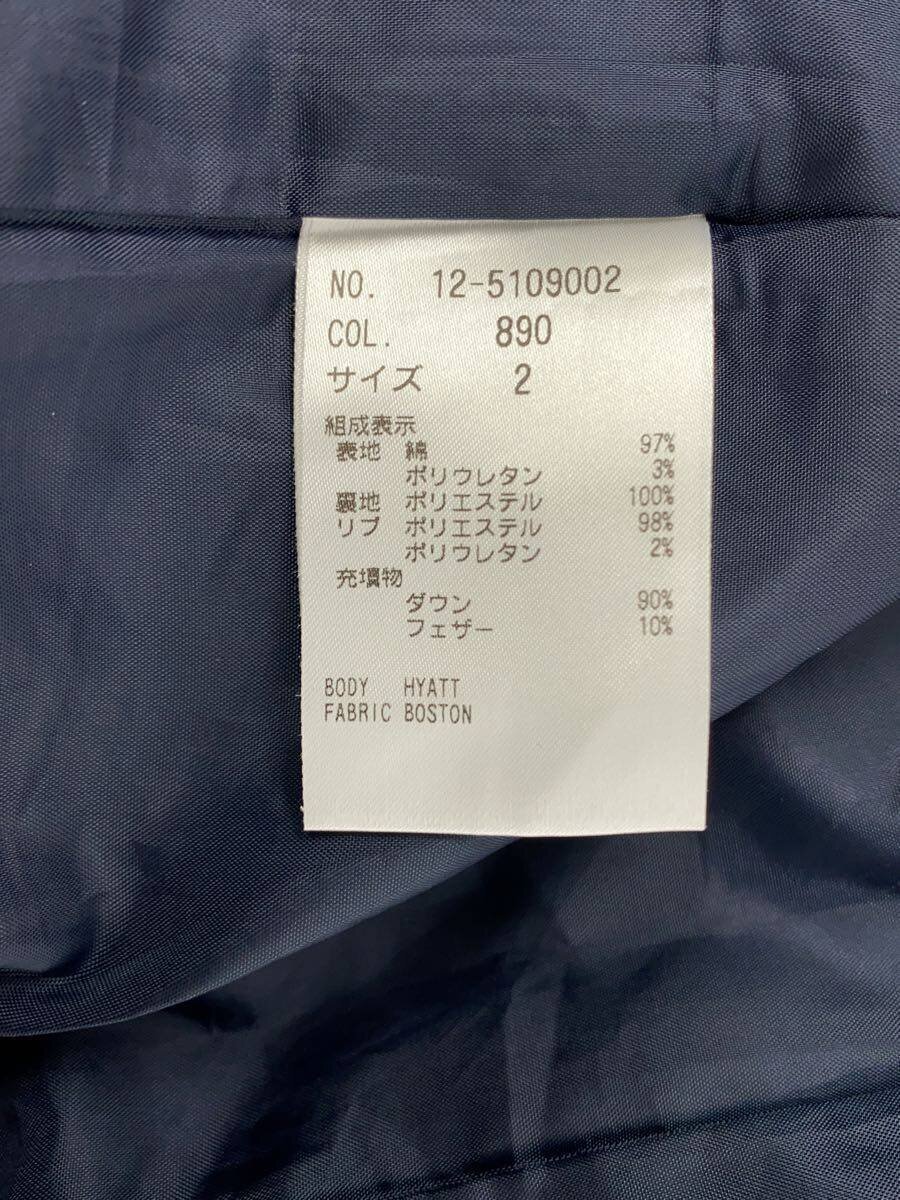 NO. 12-5109002
COL. 890
サイズ 2
組成表示
表地 綿 97%
ポリウレタン 3%
裏地 ポリエステル 100%
リブ ポリエステル 98%
ポリウレタン 2%
充填物
ダウン 90%
フェザー 10%
BODY HYATT
FABRIC BOSTON